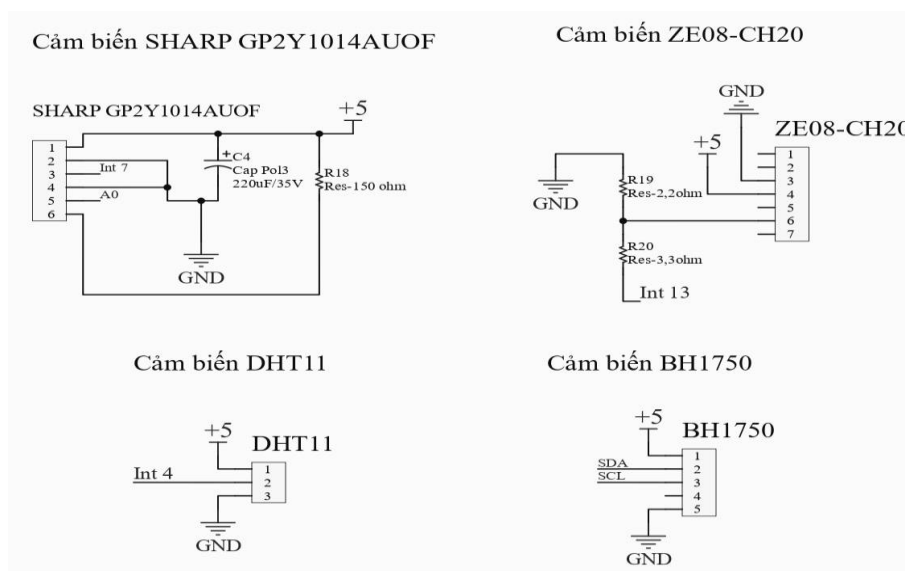 Cảm biến SHARP GP2Y1014AUOF
SHARP GP2Y1014AUOF
+5
1
2
3
4
5
6
Int 7
A0
+C4
Cap Pol3
220uF/35V
R18
Res-150 ohm
GND
Cảm biến ZE08-CH20
GND
ZE08-CH20
+5
1
2
3
4
5
6
7
GND
R19
Res-2,2ohm
R20
Res-3,3ohm
Int 13
Cảm biến DHT11
+5
DHT11
Int 4
1
2
3
GND
Cảm biến BH1750
+5
BH1750
SDA
SCL
1
2
3
4
5
GND